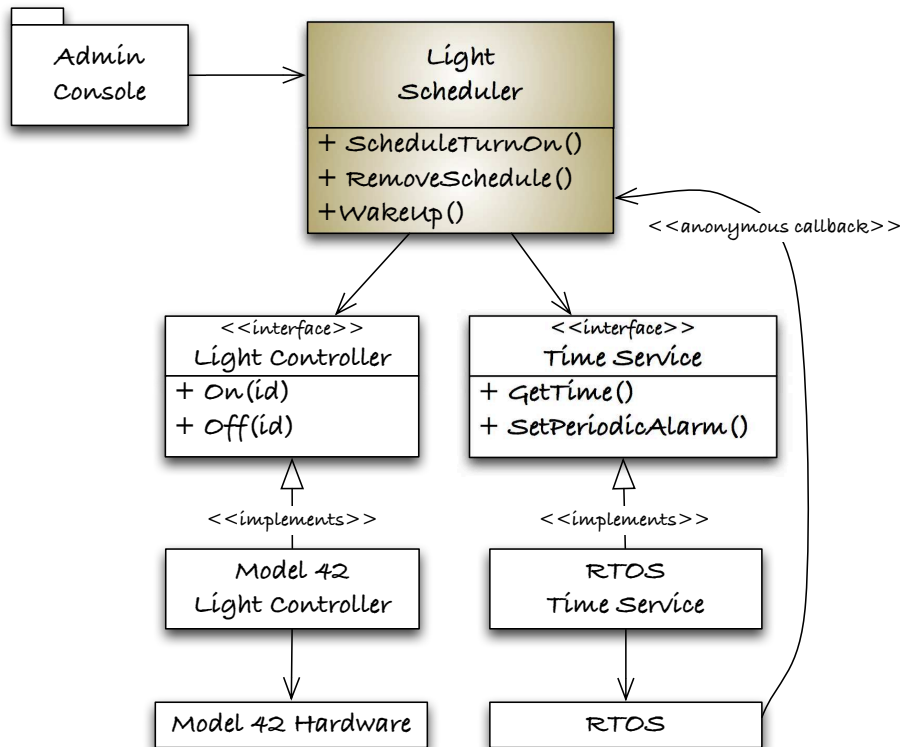 Admin
Console
Light
Scheduler
+ ScheduleTurnOn()
+ RemoveSchedule()
+WakeUp()
<<anonymous callback>>
<<interface>>
Light Controller
+ On(id)
+ Off(id)
<<interface>>
Time Service
+ GetTime()
+ SetPeriodicAlarm()
<<implements>>
<<implements>>
Model 42
Light Controller
RTOS
Time Service
Model 42 Hardware
RTOS